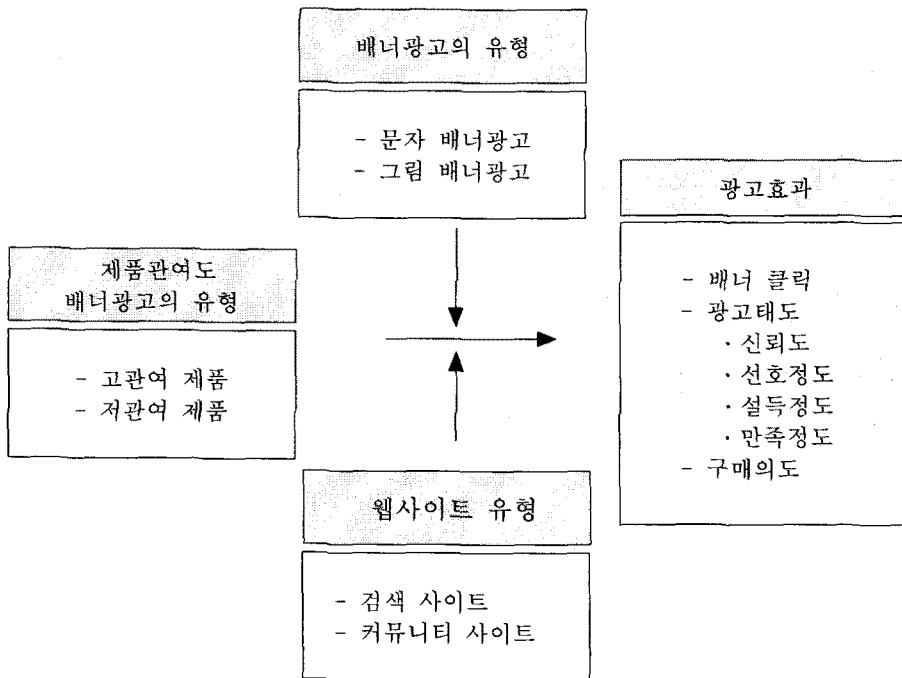 배너광고의 유형
- 문자 배너광고
- 그림 배너광고
제품관여도
배너광고의 유형
- 고관여 제품
- 저관여 제품
광고효과
- 배너 클릭
- 광고태도
· 신뢰도
· 선호정도
· 설득정도
· 만족정도
- 구매의도
웹사이트 유형
- 검색 사이트
- 커뮤니티 사이트